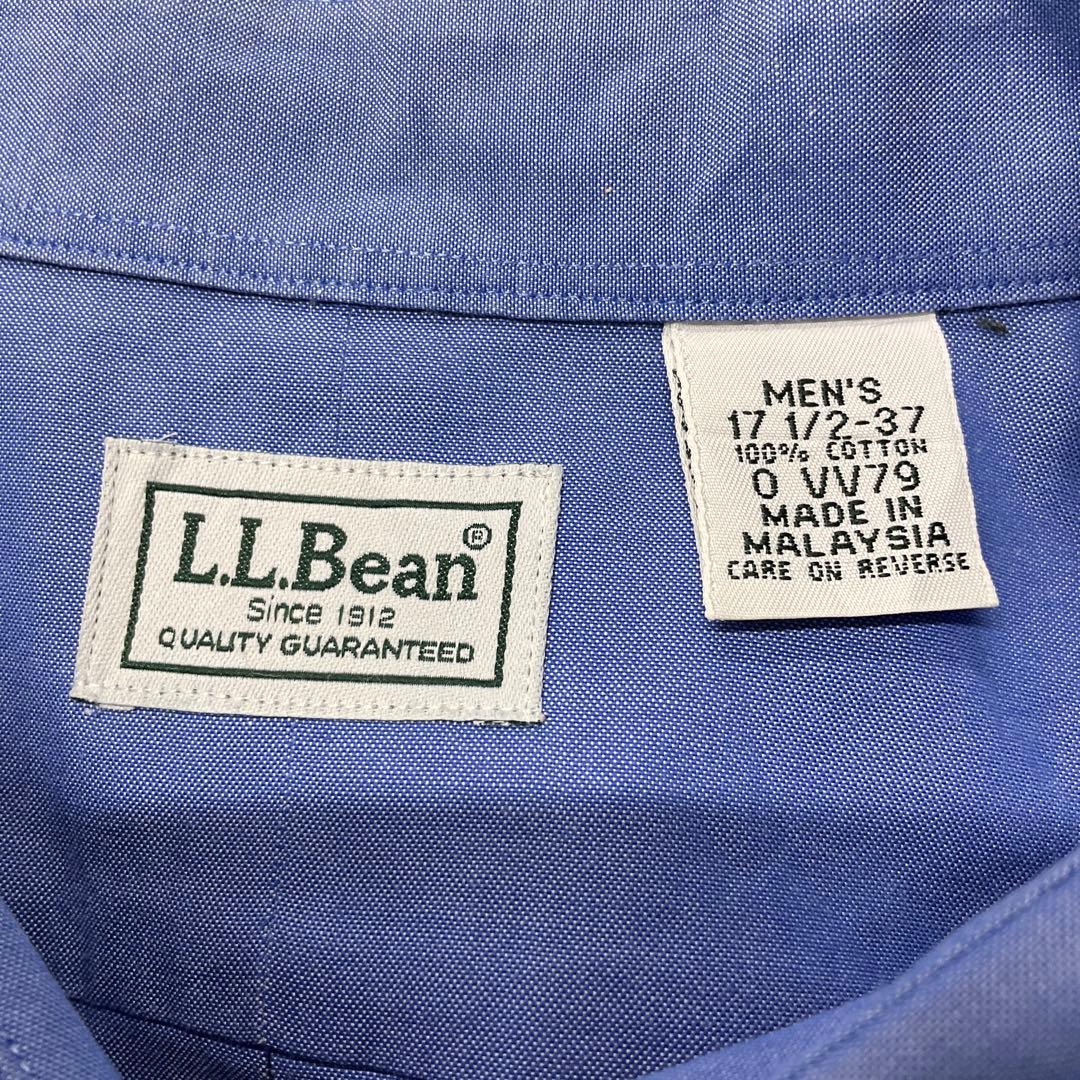 L.L.Bean®
Since 1912
QUALITY GUARANTEED
MEN'S
17 1/2-37
100% COTTON
0 VV79
MADE IN
MALAYSIA
CARE ON REVERSE